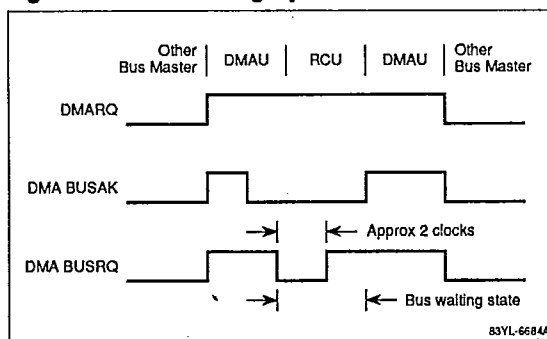 Other
Bus Master
DMAU
RCU
DMAU
Other
Bus Master
DMARQ
DMA BUSAK
Approx 2 clocks
DMA BUSRQ
Bus waiting state
83YL-6684A